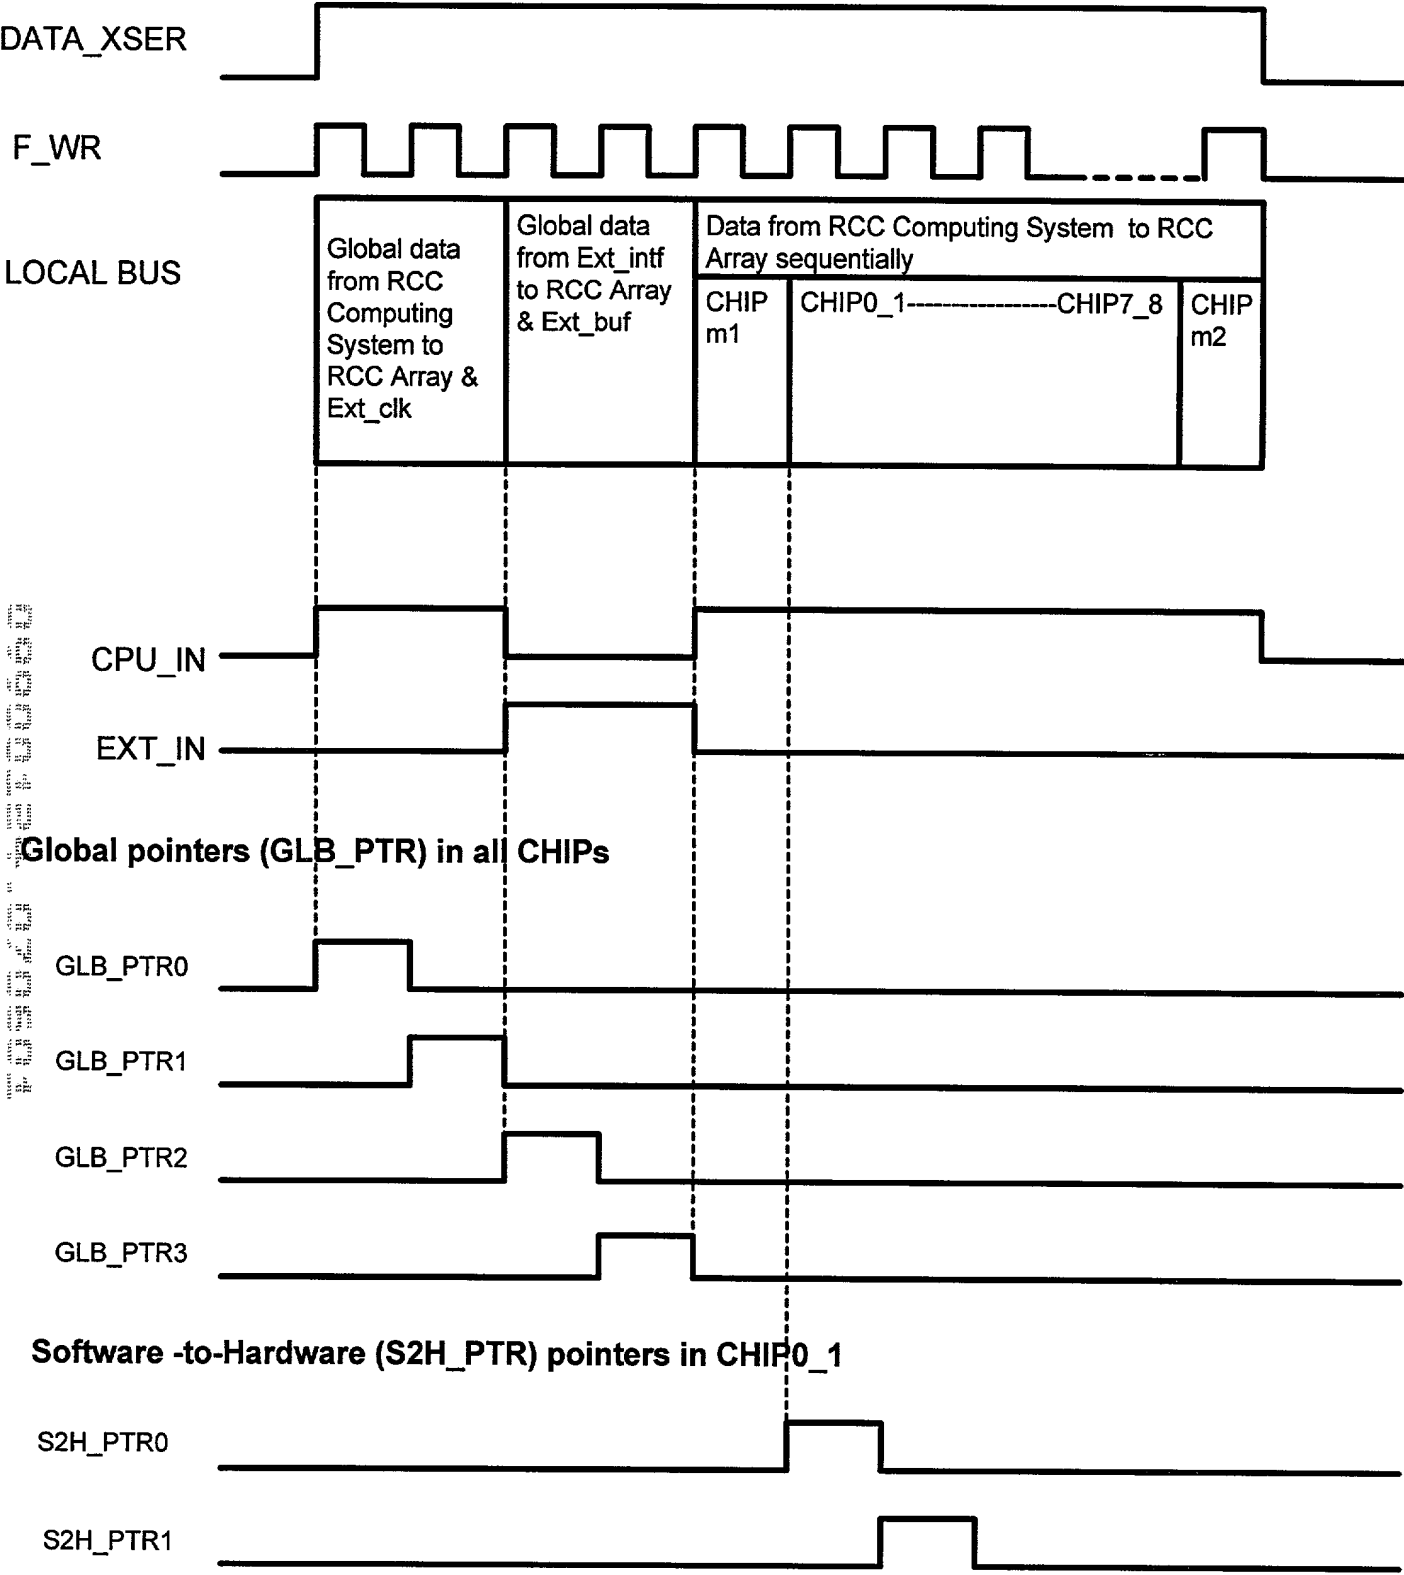 DATA_XSER
F_WR
LOCAL BUS
Global data
from RCC
Computing
System to
RCC Array &
Ext_clk
Global data
from Ext_intf
to RCC Array
& Ext_buf
Data from RCC Computing System to RCC
Array sequentially
CHIP
m1
CHIP0_1-----------------CHIP7_8
CHIP
m2
CPU_IN
EXT_IN
Global pointers (GLB_PTR) in all CHIPs
GLB_PTR0
GLB_PTR1
GLB_PTR2
GLB_PTR3
Software -to-Hardware (S2H_PTR) pointers in CHIP0_1
S2H_PTR0
S2H_PTR1